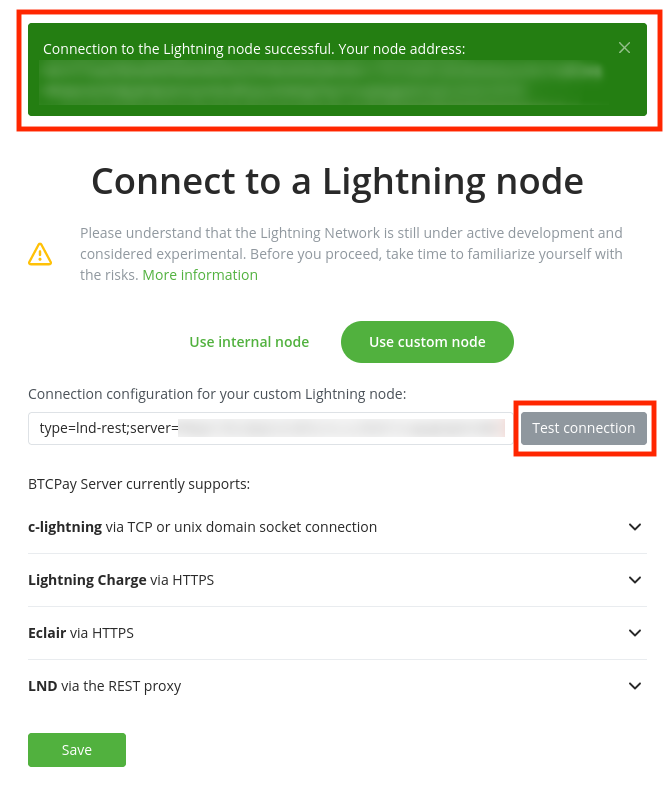 Connection to the Lightning node successful. Your node address:
Connect to a Lightning node
Please understand that the Lightning Network is still under active development and
considered experimental. Before you proceed, take time to familiarize yourself with
the risks. More information
Use internal node
Use custom node
Connection configuration for your custom Lightning node:
type=lnd-rest;server=
Test connection
BTCPay Server currently supports:
c-lightning via TCP or unix domain socket connection
Lightning Charge via HTTPS
Eclair via HTTPS
LND via the REST proxy
Save